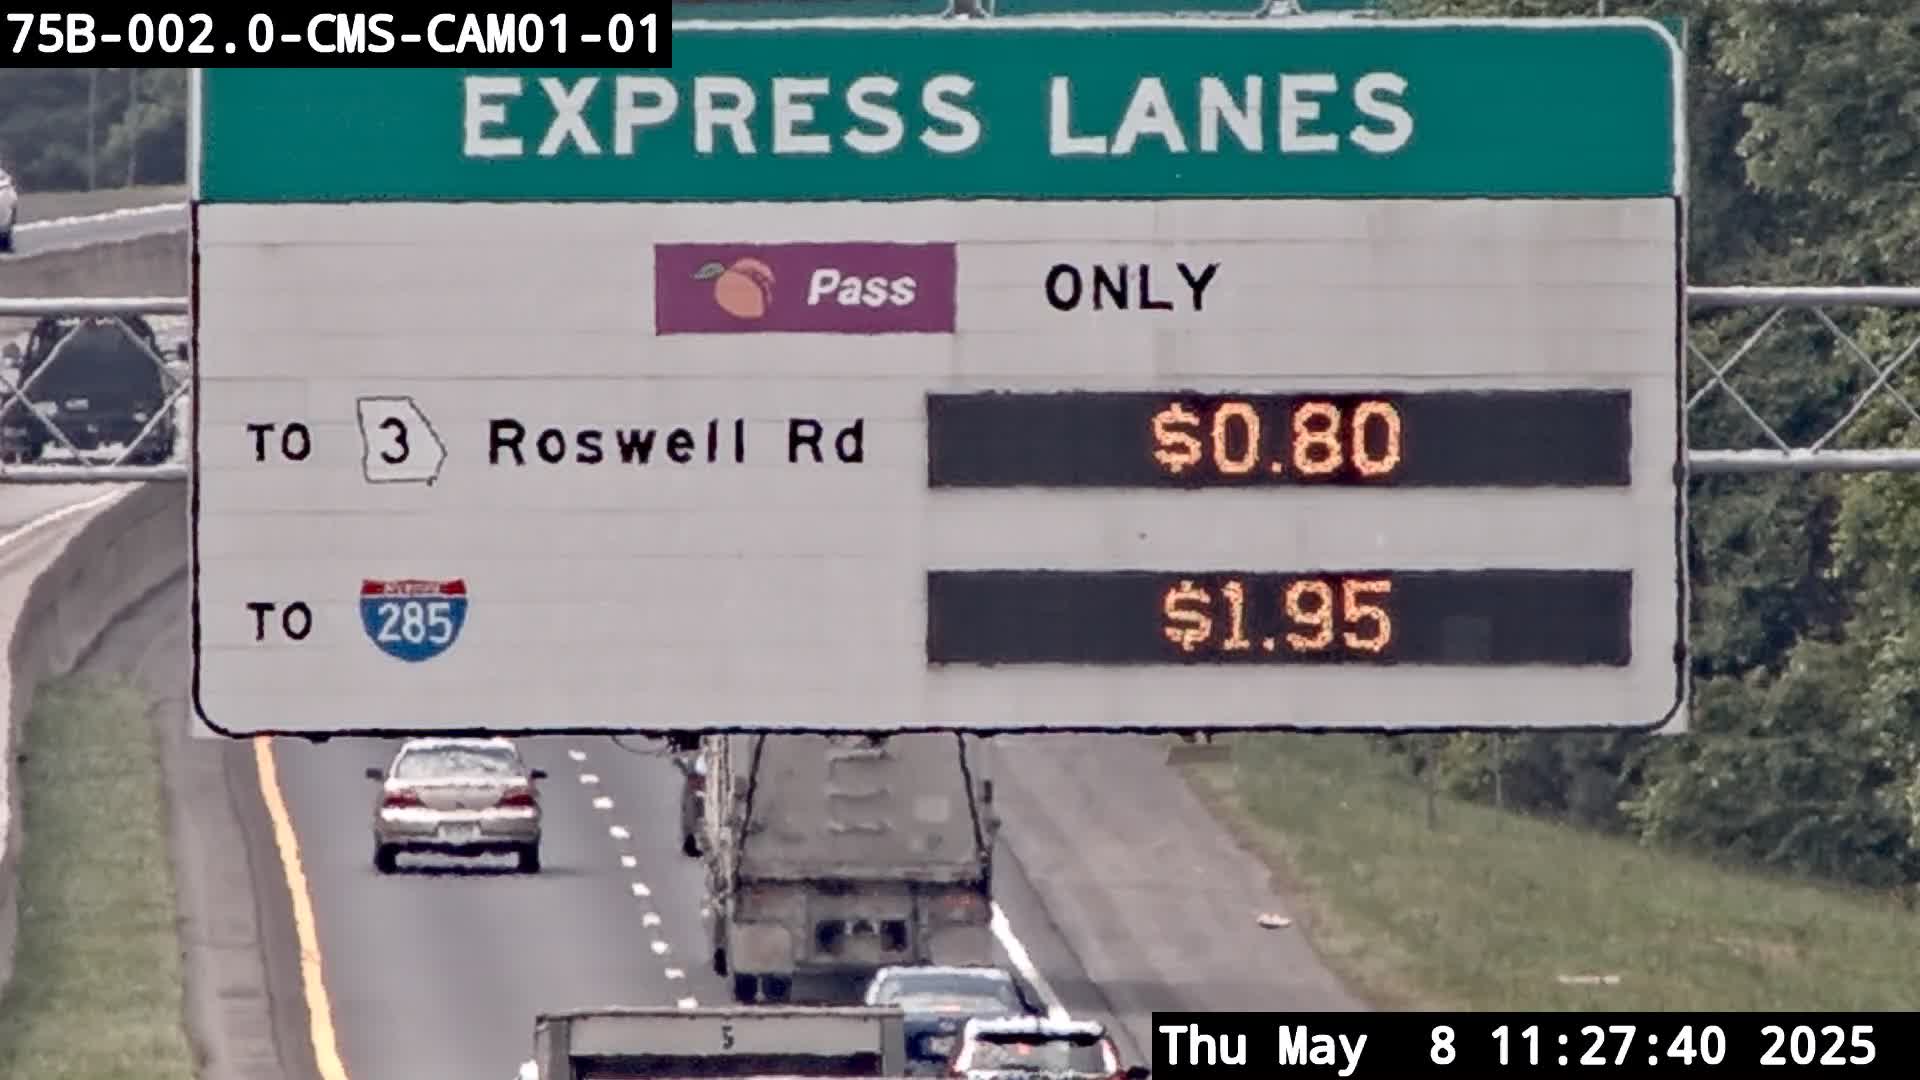 75B-002.0-CMS-CAM01-01
EXPRESS LANES
Pass ONLY
TO 3 Roswell Rd $0.80
TO 285 $1.95
5
Thu May 8 11:27:40 2025